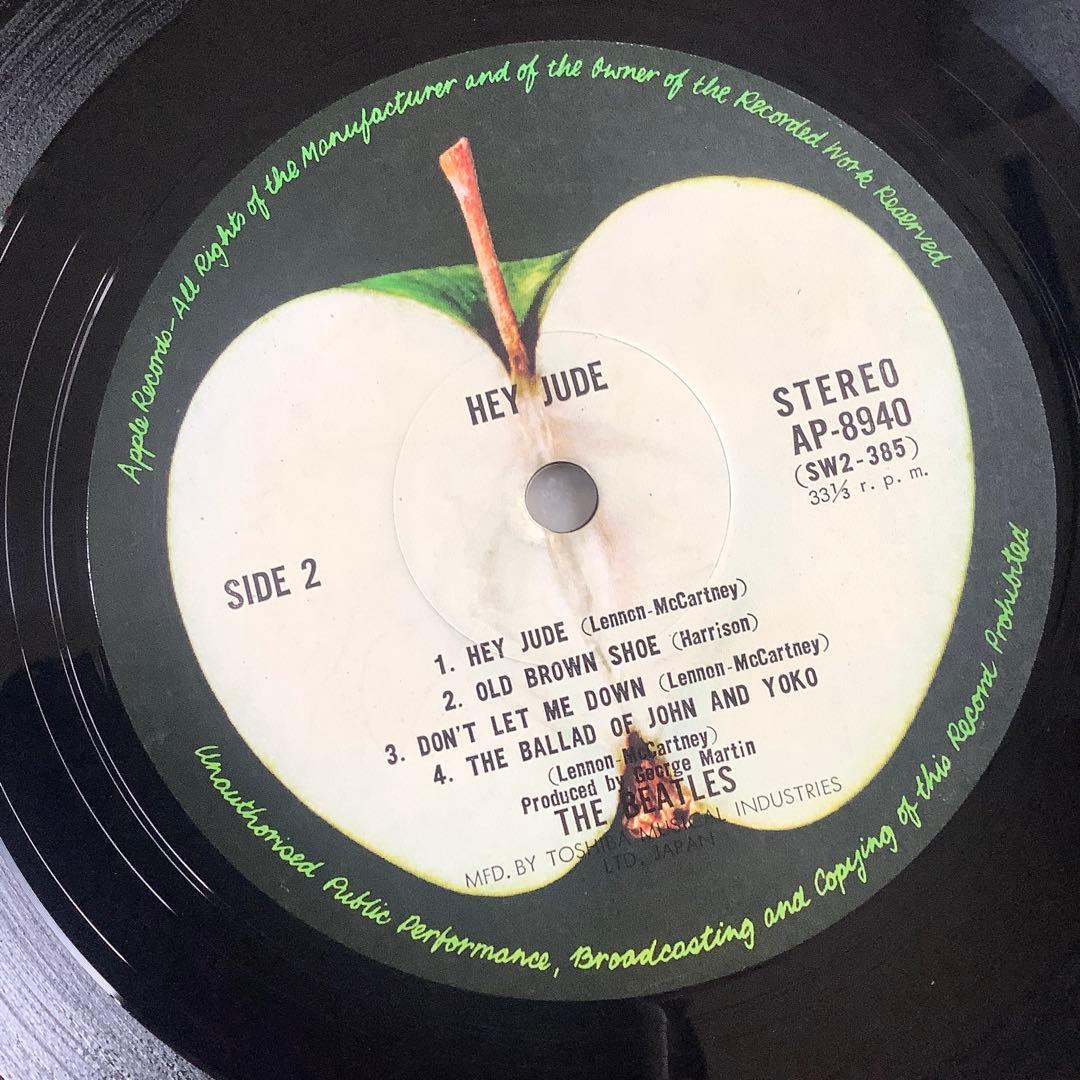 Apple Records-All Rights of the Manufacturer and of the Owner of the Recorded Work Reserved
HEY JUDE
STEREO
AP-8940
(SW2-385)
33⅓ r. p. m.
SIDE 2
1. HEY JUDE (Lennon-McCartney)
2. OLD BROWN SHOE (Harrison)
3. DON'T LET ME DOWN (Lennon-McCartney)
4. THE BALLAD OF JOHN AND YOKO
(Lennon-McCartney)
Produced by George Martin
THE BEATLES
MFD. BY TOSHIBA MUSICAL INDUSTRIES
LTD. JAPAN
Unauthorised Public Performance, Broadcasting and Copying of this Record Prohibited